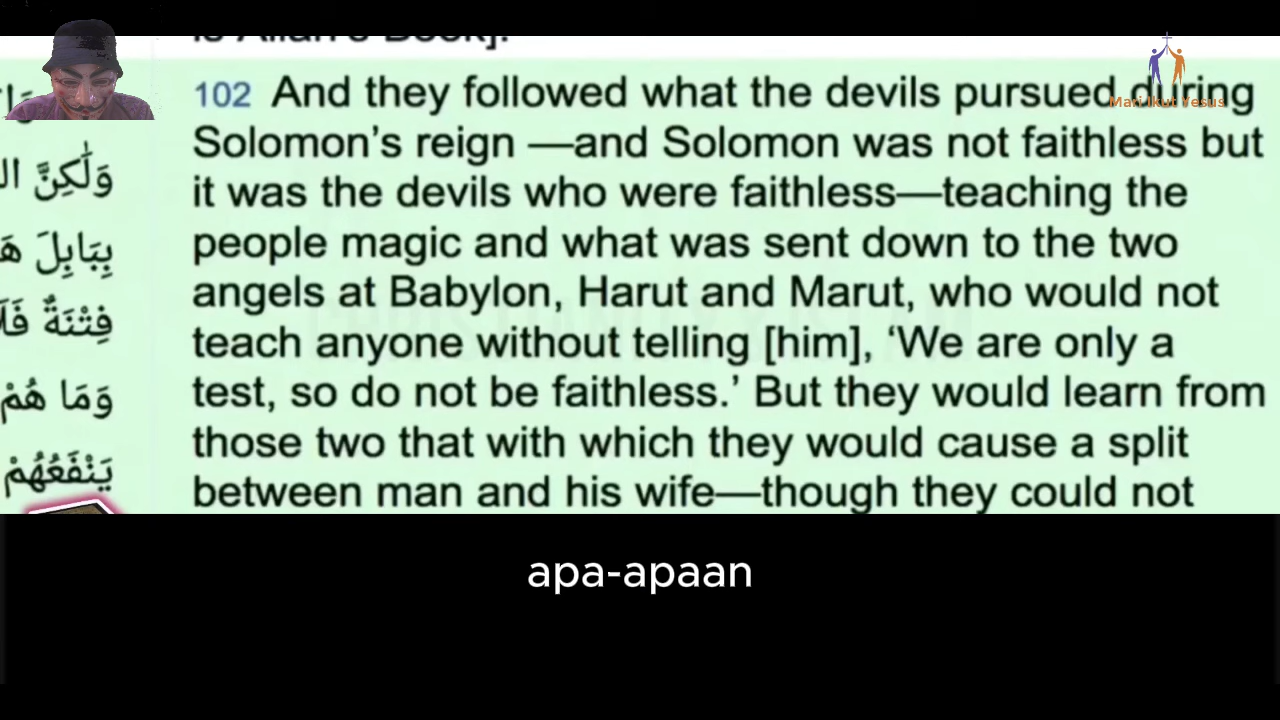 is Allah's Book].
102 And they followed what the devils pursued during
Solomon's reign —and Solomon was not faithless but
it was the devils who were faithless—teaching the
people magic and what was sent down to the two
angels at Babylon, Harut and Marut, who would not
teach anyone without telling [him], 'We are only a
test, so do not be faithless.' But they would learn from
those two that with which they would cause a split
between man and his wife—though they could not
وَلَٰكِنَّ
بِبَابِلَ
فِتْنَةٌ
وَمَا هُمْ
يَنْفَعُهُمْ
Mari Ikut Yesus
apa-apaan